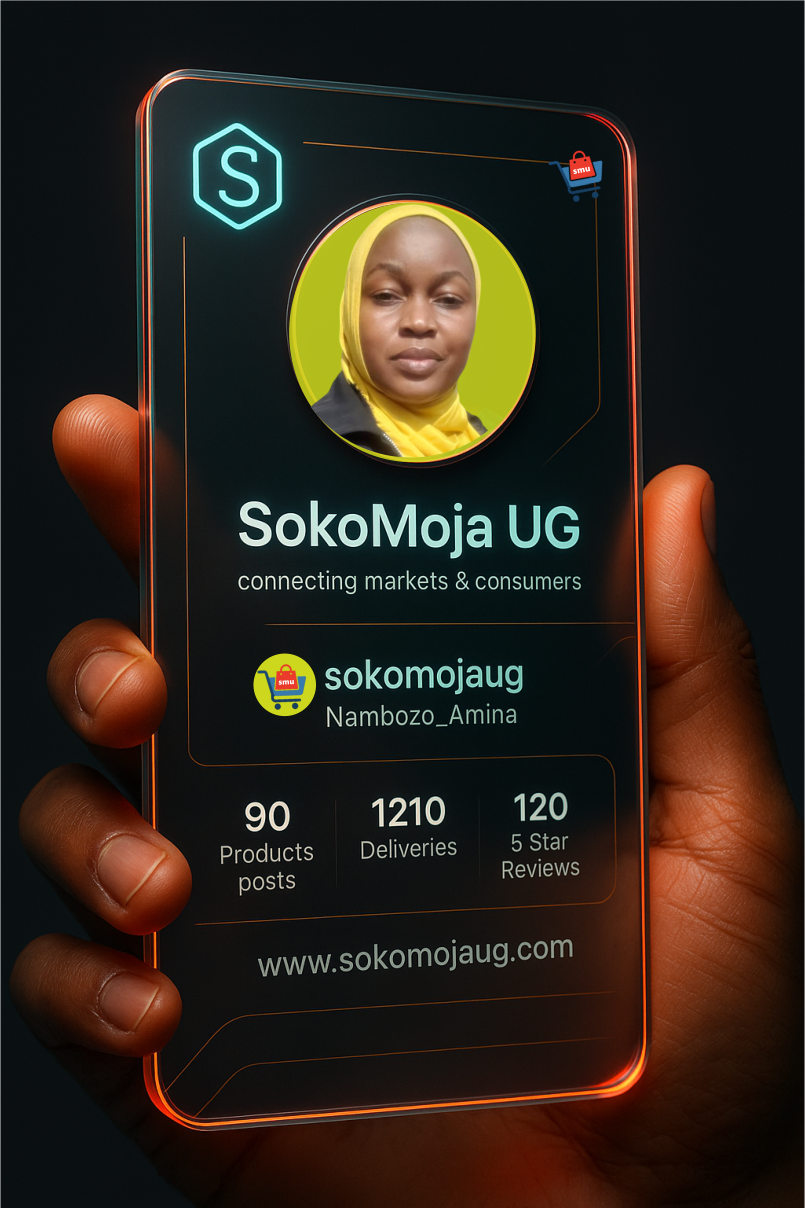 S
smu
SokoMoja UG
connecting markets & consumers
smu
sokomojaug
Nambozo_Amina
90
Products
posts
1210
Deliveries
120
5 Star
Reviews
www.sokomojaug.com